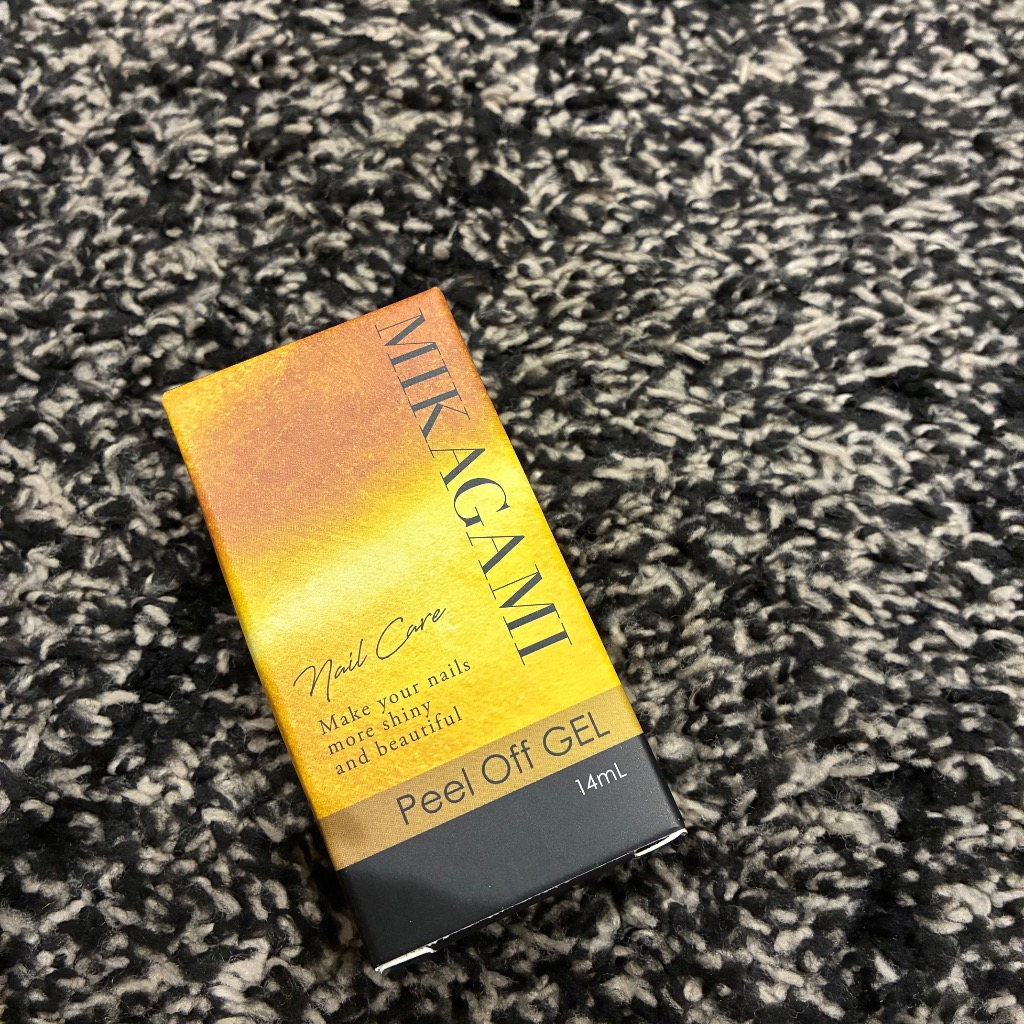 MIKAGAMI
Nail Care
Make your nails
more shiny
and beautiful
Peel Off GEL
14mL